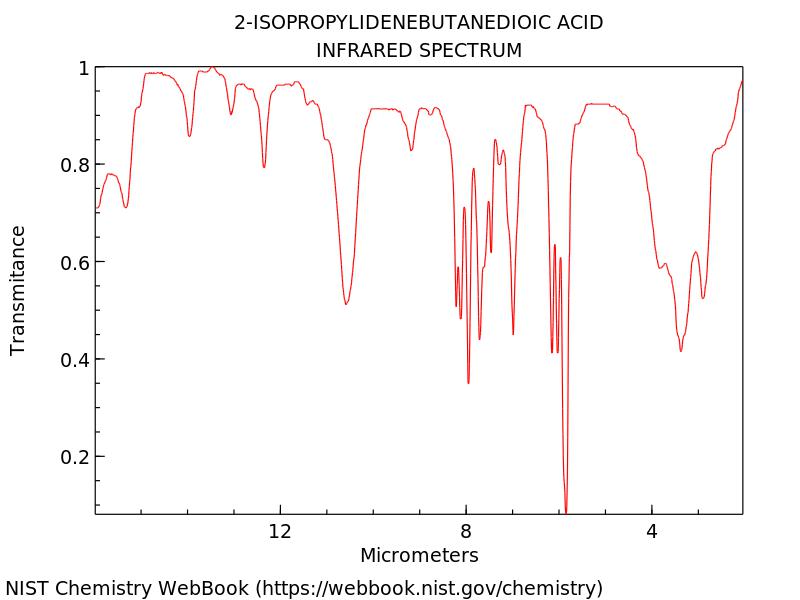 2-ISOPROPYLIDENEBUTANEDIOIC ACID
INFRARED SPECTRUM
1
0.8
0.6
0.4
0.2
Transmitance
12 8 4
Micrometers
NIST Chemistry WebBook (https://webbook.nist.gov/chemistry)